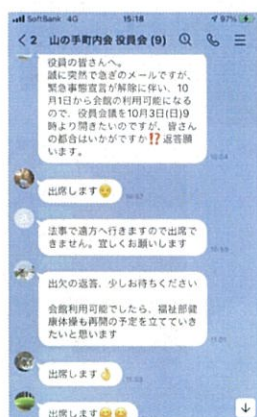 SoftBank 4G 15:18 97%
2 山の手町内会 役員会 (9)
役員の皆さんへ。
誠に突然で急ぎのメールですが、
緊急事態宣言が解除に伴い、10
月1日から会館の利用可能になる
ので、役員会議を10月3日(日)9
時より開きたいのですが、皆さん
の都合はいかがですか⁉️返答願
います。
出席します😊
法事で遠方へ行きますので出席で
きません。宜しくお願いします
出欠の返答、少しお待ちください
会館利用可能でしたら、福祉部健
康体操も再開の予定を立てていき
たいと思います
出席します👌
出席します😄😄